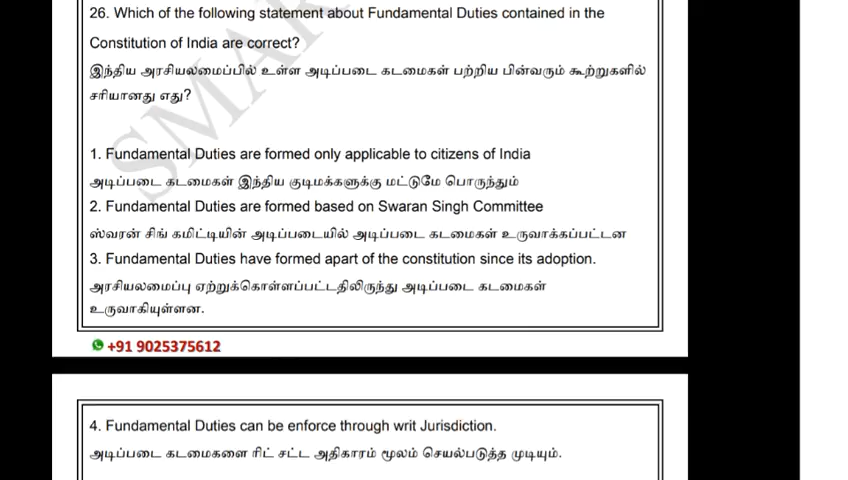 26. Which of the following statement about Fundamental Duties contained in the
Constitution of India are correct?
இந்திய அரசியலமைப்பில் உள்ள அடிப்படை கடமைகள் பற்றிய பின்வரும் கூற்றுகளில்
சரியானது எது?
1. Fundamental Duties are formed only applicable to citizens of India
அடிப்படை கடமைகள் இந்திய குடிமக்களுக்கு மட்டுமே பொருந்தும்
2. Fundamental Duties are formed based on Swaran Singh Committee
ஸ்வரன் சிங் கமிட்டியின் அடிப்படையில் அடிப்படை கடமைகள் உருவாக்கப்பட்டன
3. Fundamental Duties have formed apart of the constitution since its adoption.
அரசியலமைப்பு ஏற்றுக்கொள்ளப்பட்டதிலிருந்து அடிப்படை கடமைகள்
உருவாகியுள்ளன.
+91 9025375612
4. Fundamental Duties can be enforce through writ Jurisdiction.
அடிப்படை கடமைகளை ரிட் சட்ட அதிகாரம் மூலம் செயல்படுத்த முடியும்.
SMAR